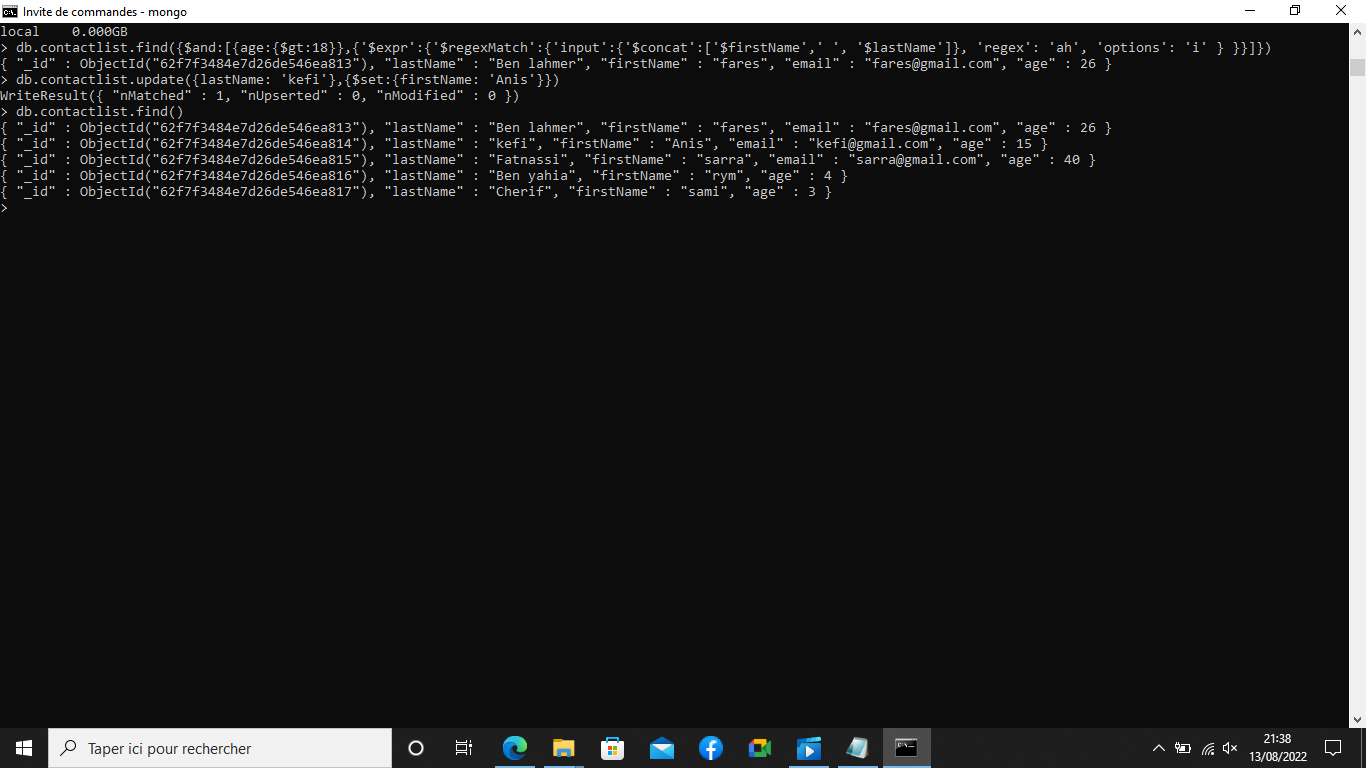 Invite de commandes - mongo
local    0.000GB
> db.contactlist.find({$and:[{age:{$gt:18}},{'$expr':{'$regexMatch':{'input':{'$concat':['$firstName',' ', '$lastName']}, 'regex': 'ah', 'options': 'i' } }}]})
{ "_id" : ObjectId("62f7f3484e7d26de546ea813"), "lastName" : "Ben lahmer", "firstName" : "fares", "email" : "fares@gmail.com", "age" : 26 }
> db.contactlist.update({lastName: 'kefi'},{$set:{firstName: 'Anis'}})
WriteResult({ "nMatched" : 1, "nUpserted" : 0, "nModified" : 0 })
> db.contactlist.find()
{ "_id" : ObjectId("62f7f3484e7d26de546ea813"), "lastName" : "Ben lahmer", "firstName" : "fares", "email" : "fares@gmail.com", "age" : 26 }
{ "_id" : ObjectId("62f7f3484e7d26de546ea814"), "lastName" : "kefi", "firstName" : "Anis", "email" : "kefi@gmail.com", "age" : 15 }
{ "_id" : ObjectId("62f7f3484e7d26de546ea815"), "lastName" : "Fatnassi", "firstName" : "sarra", "email" : "sarra@gmail.com", "age" : 40 }
{ "_id" : ObjectId("62f7f3484e7d26de546ea816"), "lastName" : "Ben yahia", "firstName" : "rym", "age" : 4 }
{ "_id" : ObjectId("62f7f3484e7d26de546ea817"), "lastName" : "Cherif", "firstName" : "sami", "age" : 3 }
>
Taper ici pour rechercher
21:38
13/08/2022